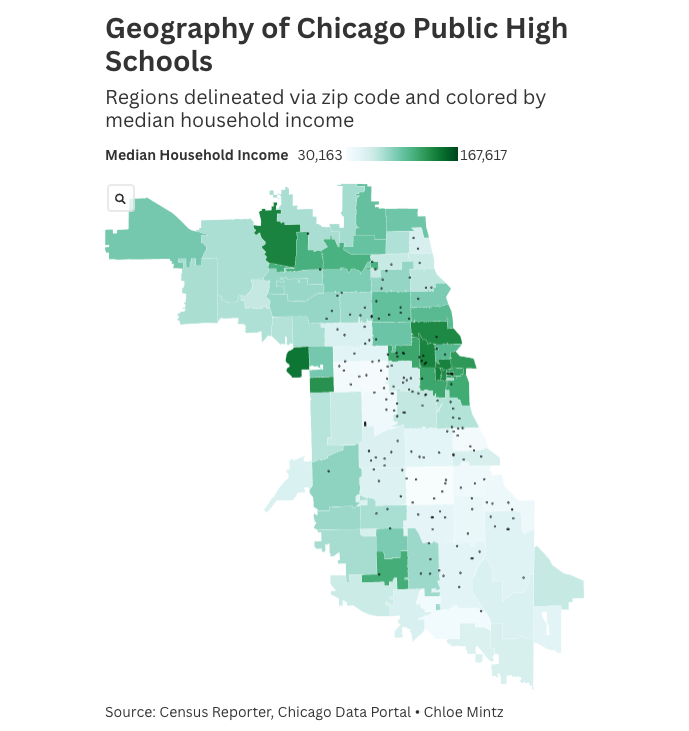 Geography of Chicago Public High
Schools
Regions delineated via zip code and colored by
median household income
Median Household Income 30,163 167,617
Source: Census Reporter, Chicago Data Portal • Chloe Mintz